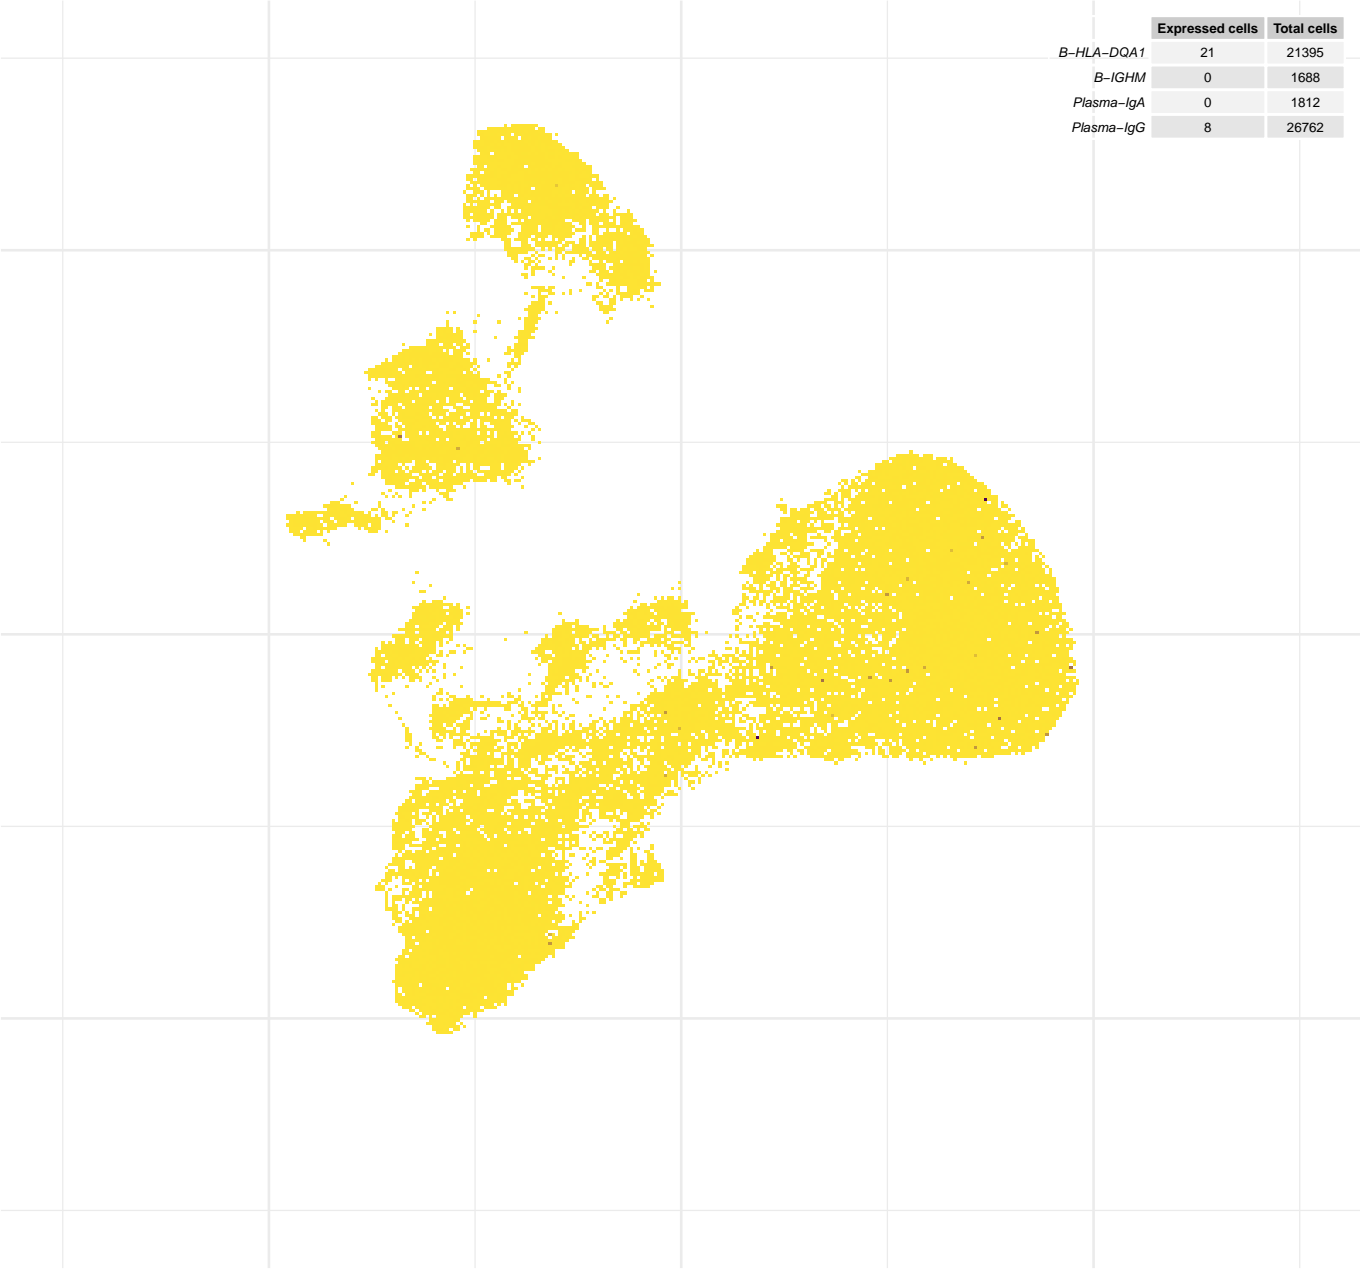 Expressed cells Total cells
B−HLA−DQA1 21 21395
B−IGHM 0 1688
Plasma−IgA 0 1812
Plasma−IgG 8 26762